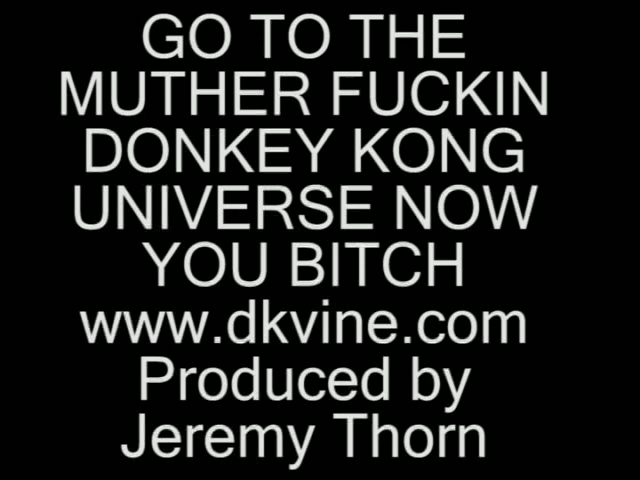 GO TO THE
MUTHER FUCKIN
DONKEY KONG
UNIVERSE NOW
YOU BITCH
www.dkvine.com
Produced by
Jeremy Thorn